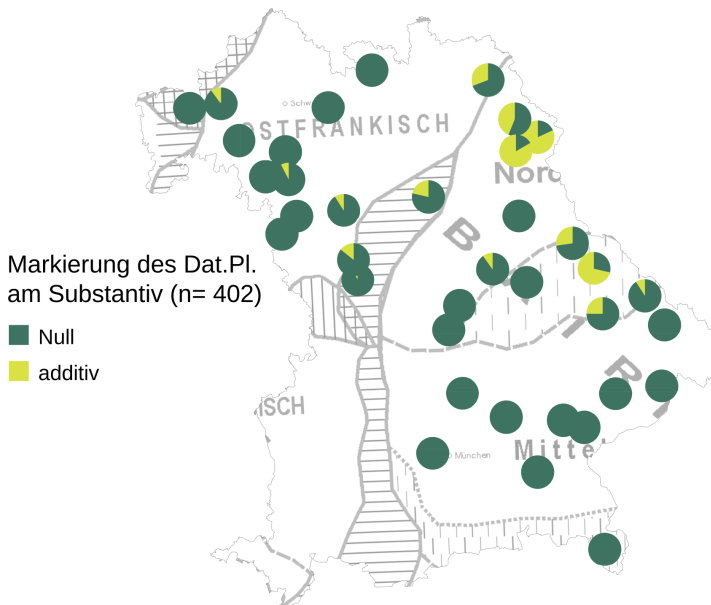 OSTFRÄNKISCH
Nord
B
A
I
R
Markierung des Dat.Pl.
am Substantiv (n= 402)
Null
additiv
ISCH
Mittel
München